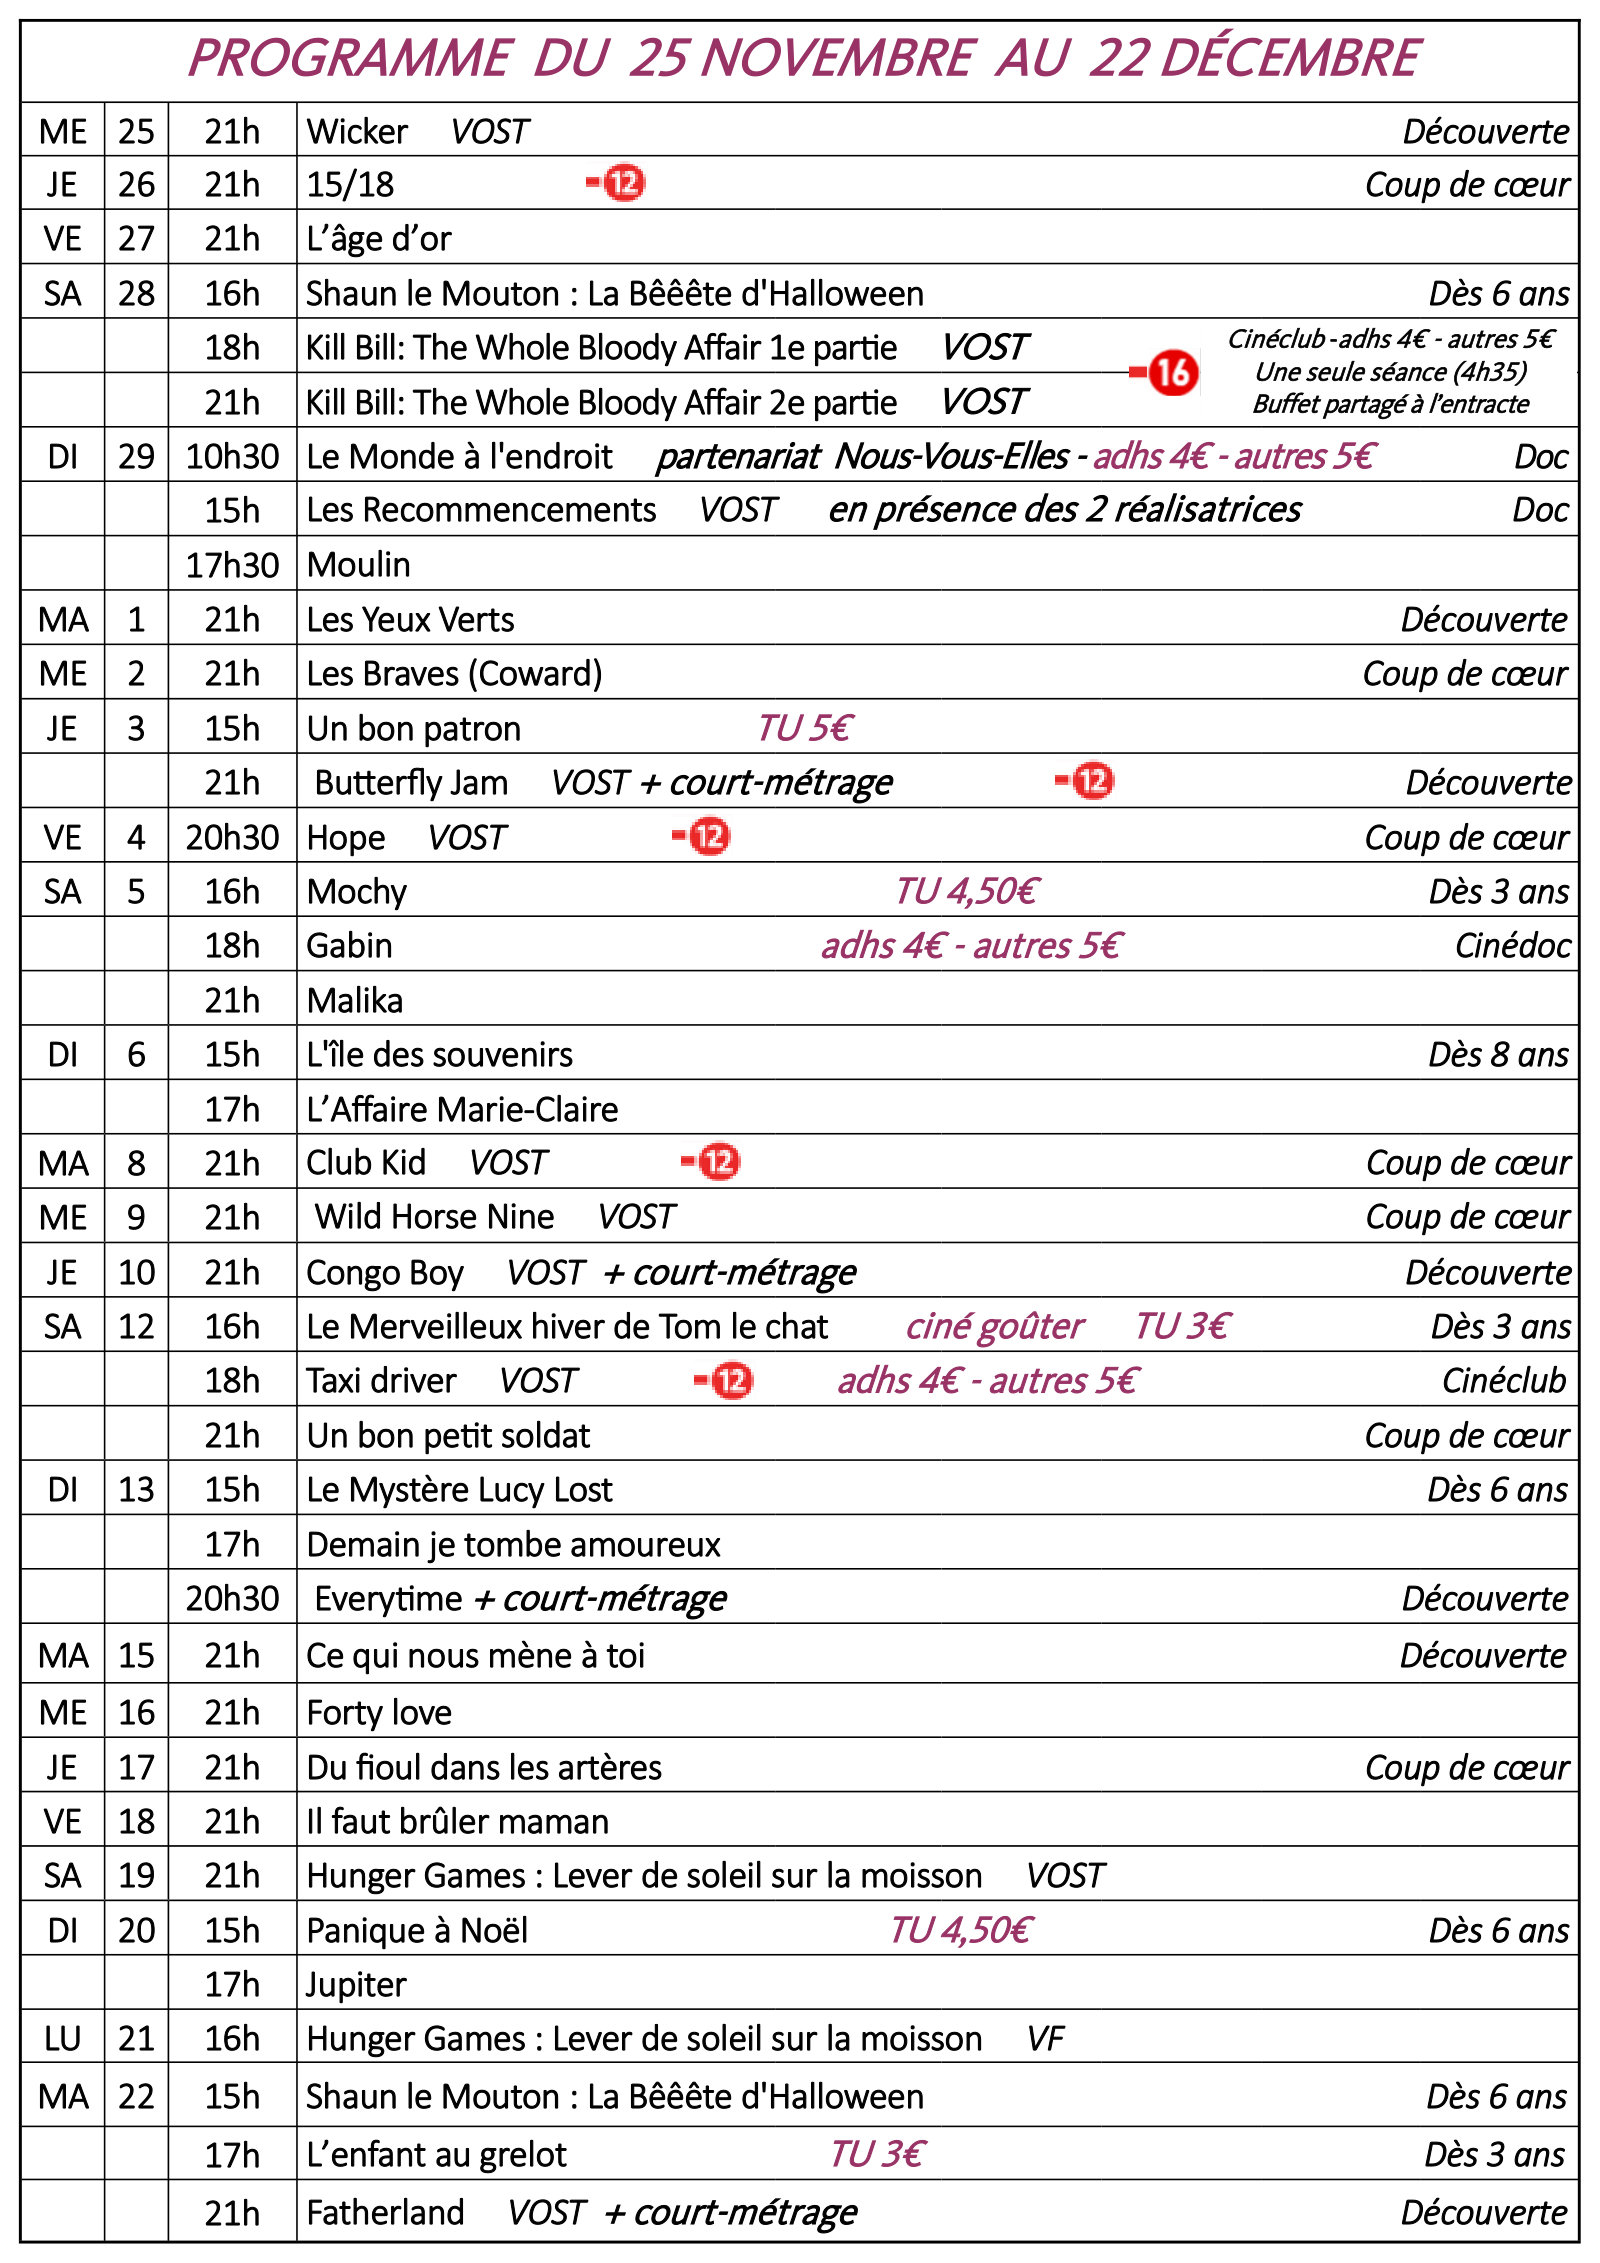 PROGRAMME DU 25 NOVEMBRE AU 22 DÉCEMBRE
ME 25 21h Wicker VOST Découverte
JE 26 21h 15/18 -12 Coup de cœur
VE 27 21h L’âge d’or
SA 28 16h Shaun le Mouton : La Bêêête d'Halloween Dès 6 ans
18h Kill Bill: The Whole Bloody Affair 1e partie VOST Cinéclub -adhs 4€ - autres 5€
-16 Une seule séance (4h35)
21h Kill Bill: The Whole Bloody Affair 2e partie VOST Buffet partagé à l’entracte
DI 29 10h30 Le Monde à l'endroit partenariat Nous-Vous-Elles - adhs 4€ - autres 5€ Doc
15h Les Recommencements VOST en présence des 2 réalisatrices Doc
17h30 Moulin
MA 1 21h Les Yeux Verts Découverte
ME 2 21h Les Braves (Coward) Coup de cœur
JE 3 15h Un bon patron TU 5€
21h Butterfly Jam VOST + court-métrage -12 Découverte
VE 4 20h30 Hope VOST -12 Coup de cœur
SA 5 16h Mochy TU 4,50€ Dès 3 ans
18h Gabin adhs 4€ - autres 5€ Cinédoc
21h Malika
DI 6 15h L'île des souvenirs Dès 8 ans
17h L’Affaire Marie-Claire
MA 8 21h Club Kid VOST -12 Coup de cœur
ME 9 21h Wild Horse Nine VOST Coup de cœur
JE 10 21h Congo Boy VOST + court-métrage Découverte
SA 12 16h Le Merveilleux hiver de Tom le chat ciné goûter TU 3€ Dès 3 ans
18h Taxi driver VOST -12 adhs 4€ - autres 5€ Cinéclub
21h Un bon petit soldat Coup de cœur
DI 13 15h Le Mystère Lucy Lost Dès 6 ans
17h Demain je tombe amoureux
20h30 Everytime + court-métrage Découverte
MA 15 21h Ce qui nous mène à toi Découverte
ME 16 21h Forty love
JE 17 21h Du fioul dans les artères Coup de cœur
VE 18 21h Il faut brûler maman
SA 19 21h Hunger Games : Lever de soleil sur la moisson VOST
DI 20 15h Panique à Noël TU 4,50€ Dès 6 ans
17h Jupiter
LU 21 16h Hunger Games : Lever de soleil sur la moisson VF
MA 22 15h Shaun le Mouton : La Bêêête d'Halloween Dès 6 ans
17h L’enfant au grelot TU 3€ Dès 3 ans
21h Fatherland VOST + court-métrage Découverte